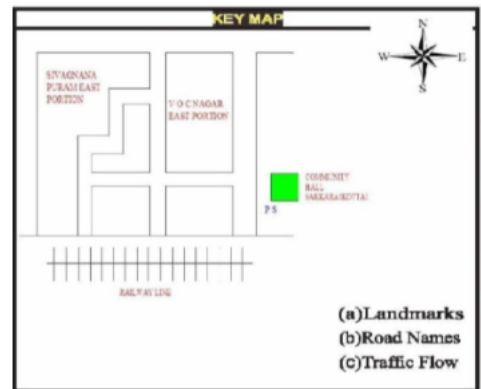 KEY MAP
N
W
E
S
SIVAGNANA
PURAM EAST
PORTION
V O C NAGAR
EAST PORTION
COMMUNITY
HALL
SAKKARAKOTTAI
P S
RAILWAY LINE
(a)Landmarks
(b)Road Names
(c)Traffic Flow